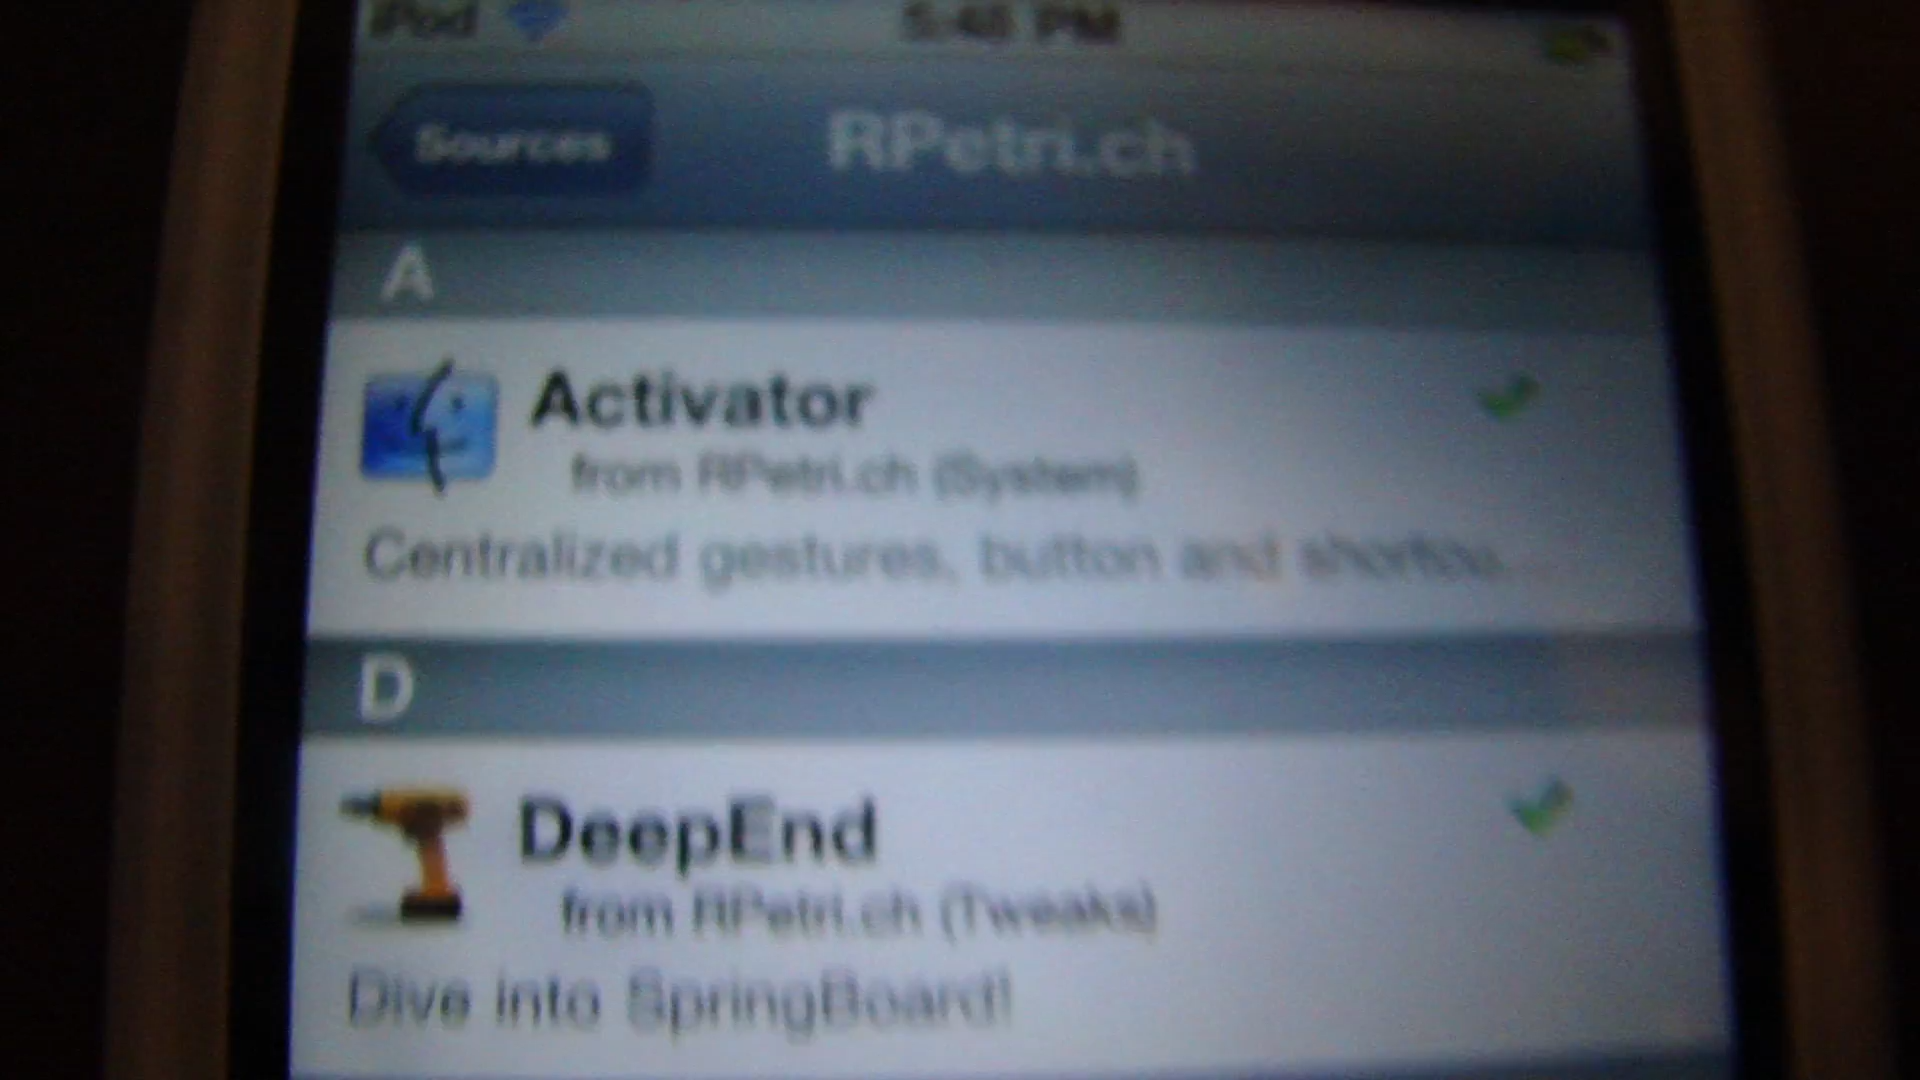 iPod 5:48 PM
Sources RPetri.ch
A
Activator
from RPetri.ch (System)
Centralized gestures, button and shortcu...
D
DeepEnd
from RPetri.ch (Tweaks)
Dive into SpringBoard!